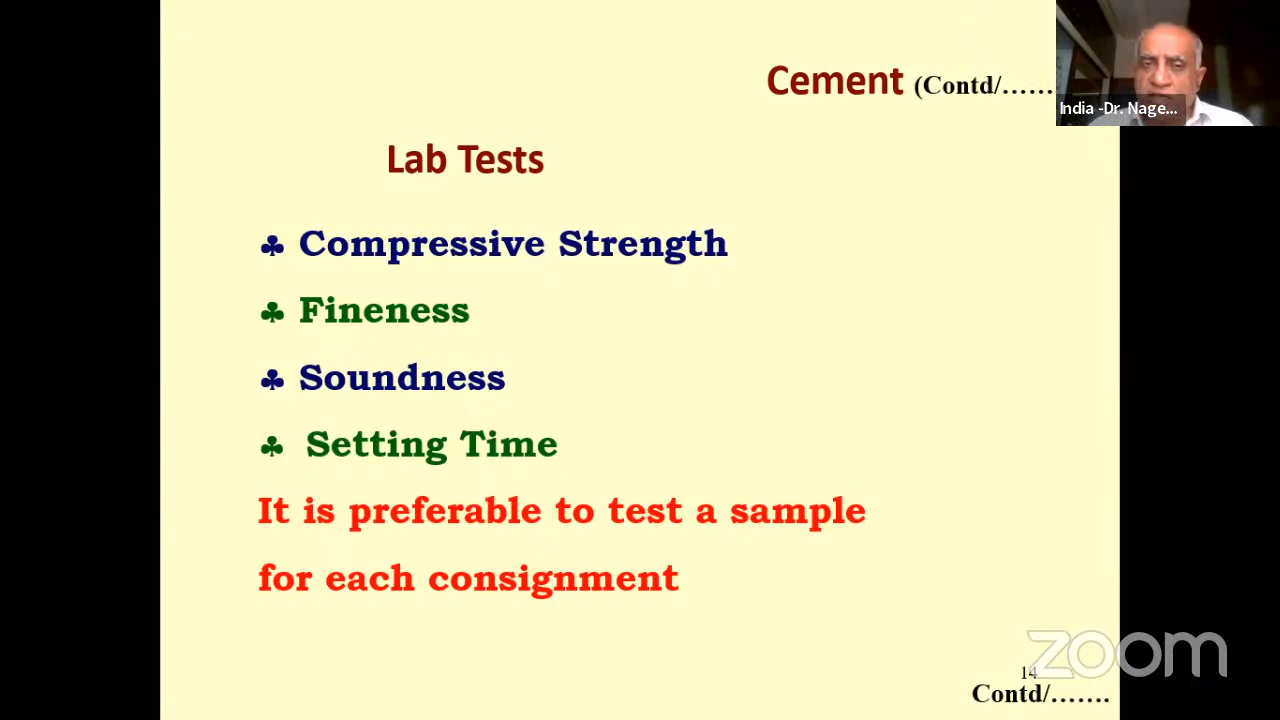 Cement (Contd/……
India -Dr. Nage...
Lab Tests
♣ Compressive Strength
♣ Fineness
♣ Soundness
♣ Setting Time
It is preferable to test a sample
for each consignment
zoom
14
Contd/…….